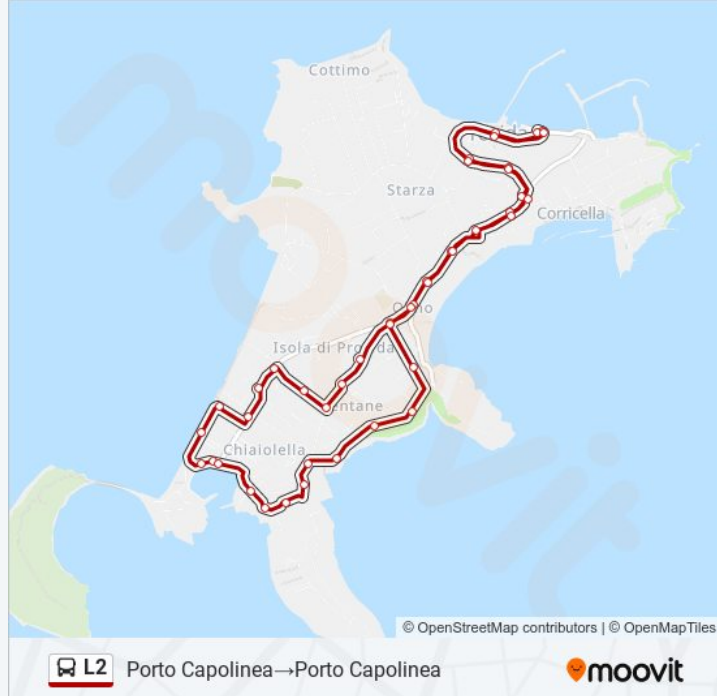 Cottimo
Starza
Corricella
Isola di Procida
Chiaiolella
© OpenStreetMap contributors | © OpenMapTiles
L2 Porto Capolinea→Porto Capolinea
moovit